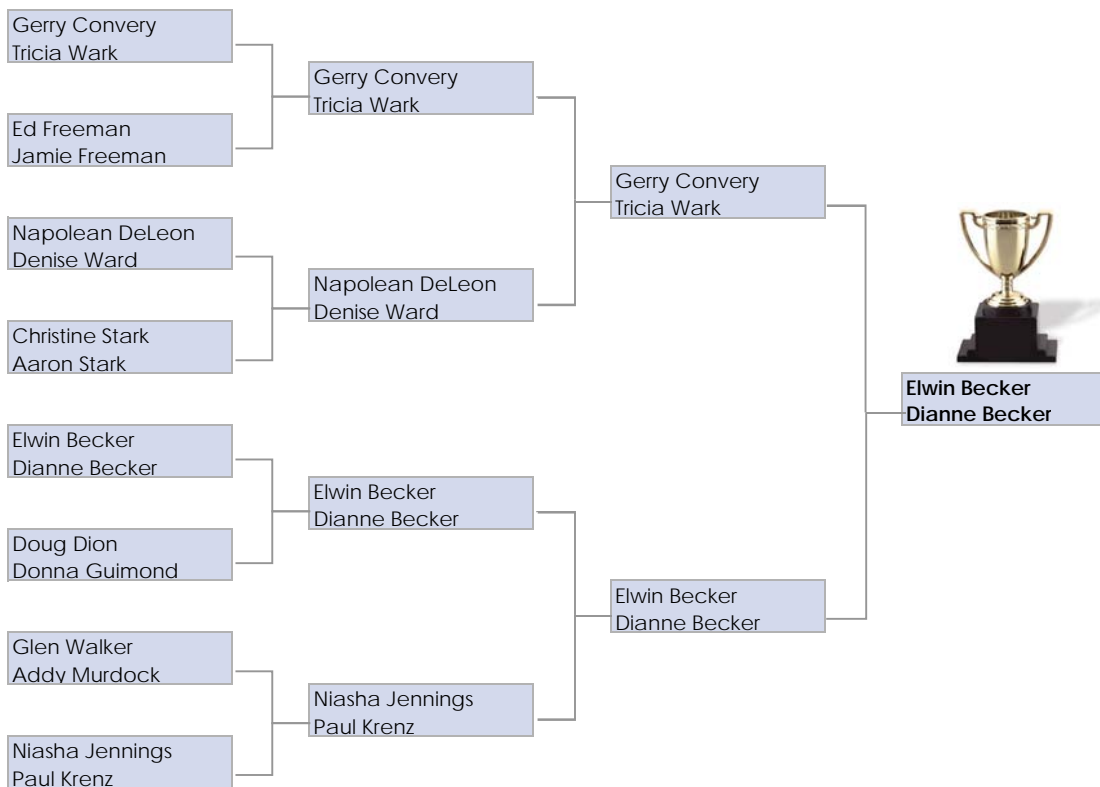 Gerry Convery
Tricia Wark
Ed Freeman
Jamie Freeman
Napolean DeLeon
Denise Ward
Christine Stark
Aaron Stark
Elwin Becker
Dianne Becker
Doug Dion
Donna Guimond
Glen Walker
Addy Murdock
Niasha Jennings
Paul Krenz
Gerry Convery
Tricia Wark
Napolean DeLeon
Denise Ward
Elwin Becker
Dianne Becker
Niasha Jennings
Paul Krenz
Gerry Convery
Tricia Wark
Elwin Becker
Dianne Becker
Elwin Becker
Dianne Becker